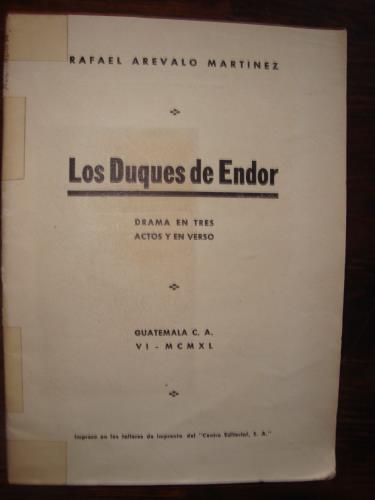 RAFAEL AREVALO MARTINEZ
Los Duques de Endor
DRAMA EN TRES
ACTOS Y EN VERSO
GUATEMALA C. A.
VI - MCMXL
Impreso en los talleres de Imprenta del "Centro Editorial, S. A."